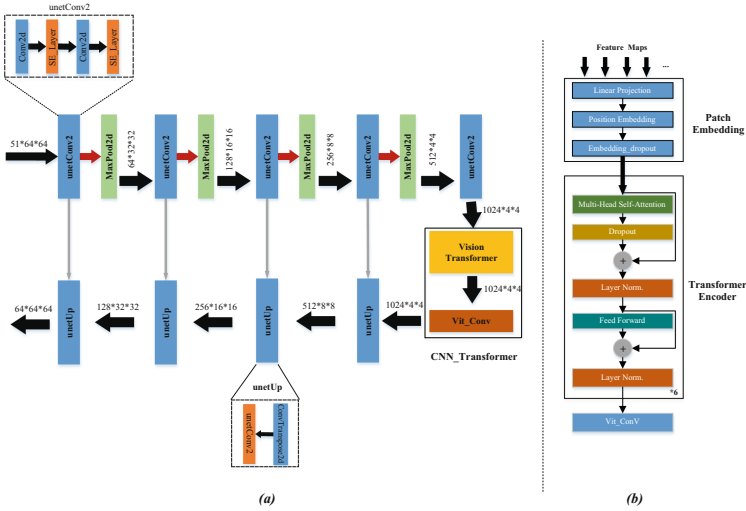 unetConv2
Conv2d
SE_Layer
Conv2d
SE_Layer
51*64*64
unetConv2
MaxPool2d
64*32*32
unetConv2
MaxPool2d
128*16*16
unetConv2
MaxPool2d
256*8*8
unetConv2
MaxPool2d
512*4*4
unetConv2
1024*4*4
Vision
Transformer
1024*4*4
Vit_Conv
CNN_Transformer
1024*4*4
unetUp
512*8*8
unetUp
256*16*16
unetUp
128*32*32
unetUp
64*64*64
unetUp
unetConv2
ConvTranspose2d
(a)
Feature Maps
...
Linear Projection
Position Embedding
Embedding_dropout
Patch
Embedding
Multi-Head Self-Attention
Dropout
+
Layer Norm.
Feed Forward
+
Layer Norm.
*6
Transformer
Encoder
Vit_ConV
(b)